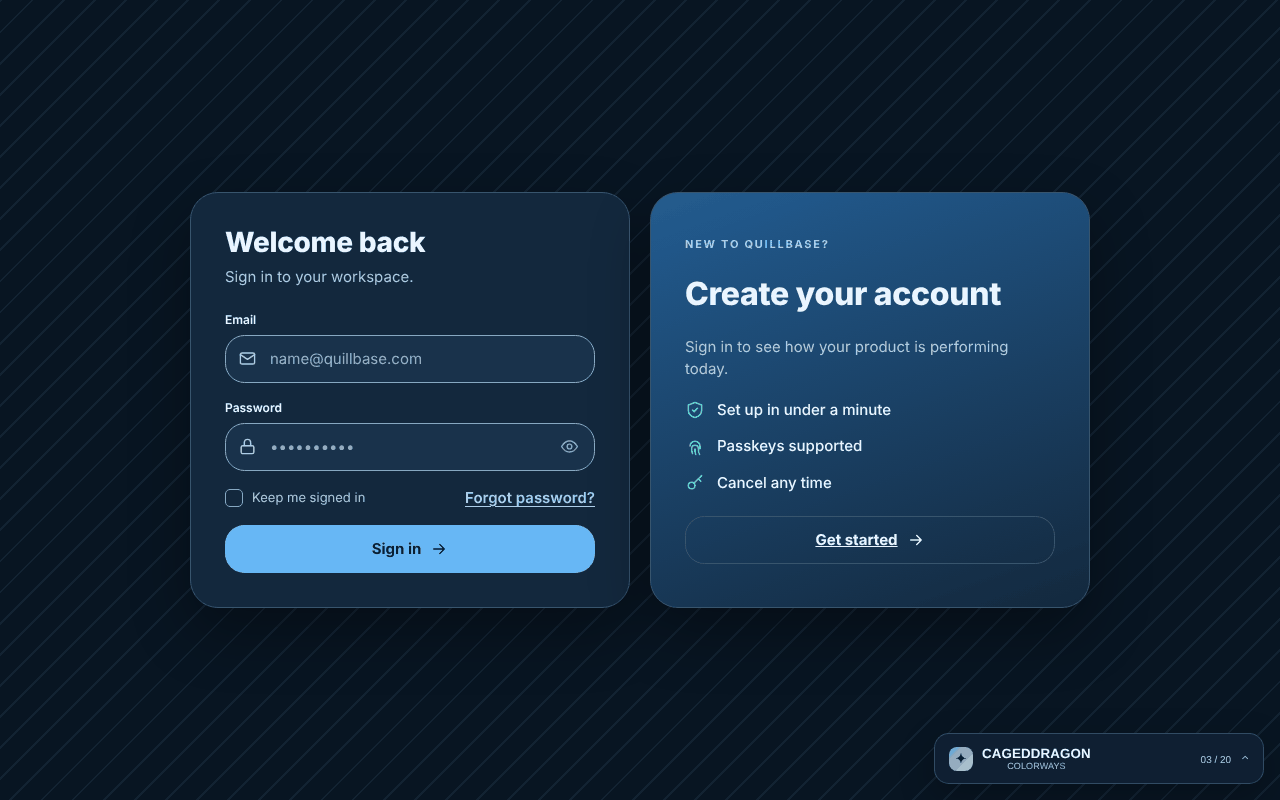 Welcome back
Sign in to your workspace.
Email
name@quillbase.com
Password
••••••••••
Keep me signed in
Forgot password?
Sign in
NEW TO QUILLBASE?
Create your account
Sign in to see how your product is performing
today.
Set up in under a minute
Passkeys supported
Cancel any time
Get started
CAGEDDRAGON
COLORWAYS
03 / 20